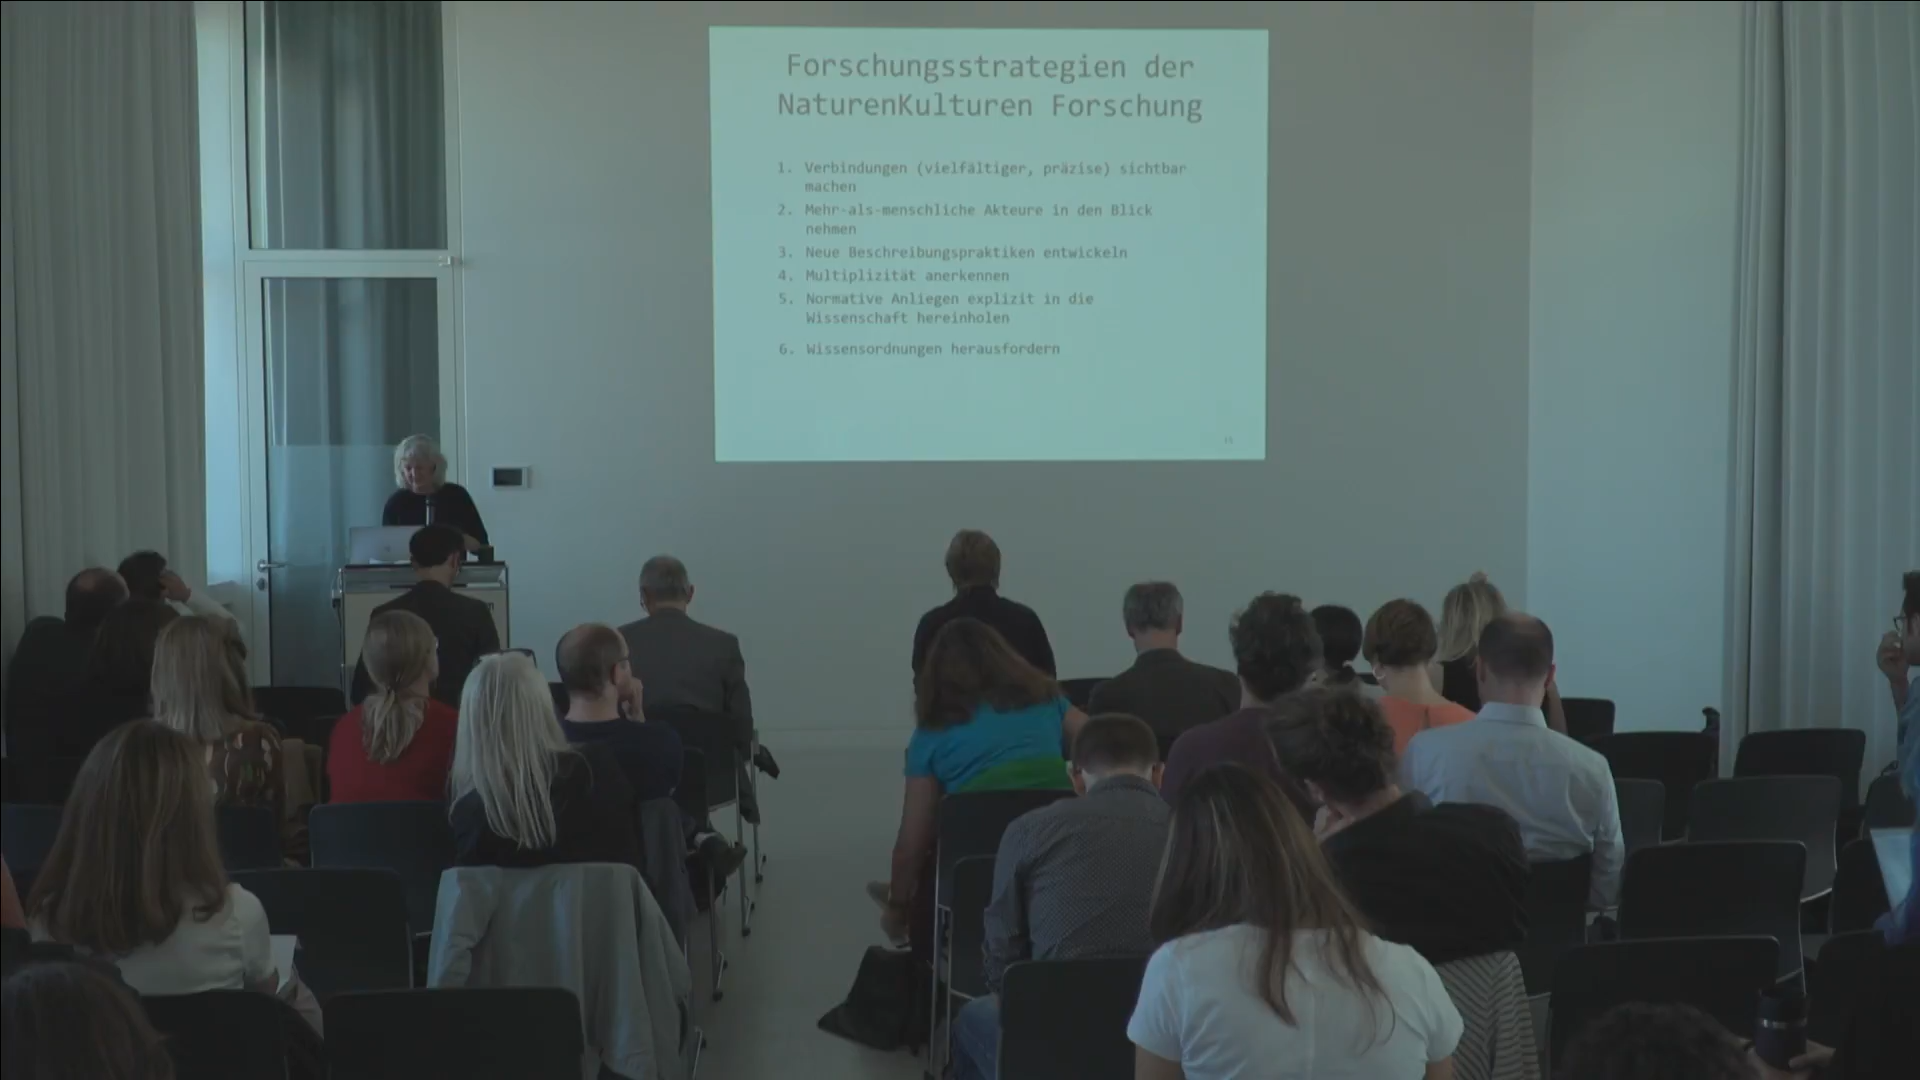 Forschungsstrategien der
NaturenKulturen Forschung
1. Verbindungen (vielfältiger, präzise) sichtbar
machen
2. Mehr-als-menschliche Akteure in den Blick
nehmen
3. Neue Beschreibungspraktiken entwickeln
4. Multiplizität anerkennen
5. Normative Anliegen explizit in die
Wissenschaft hereinholen
6. Wissensordnungen herausfordern